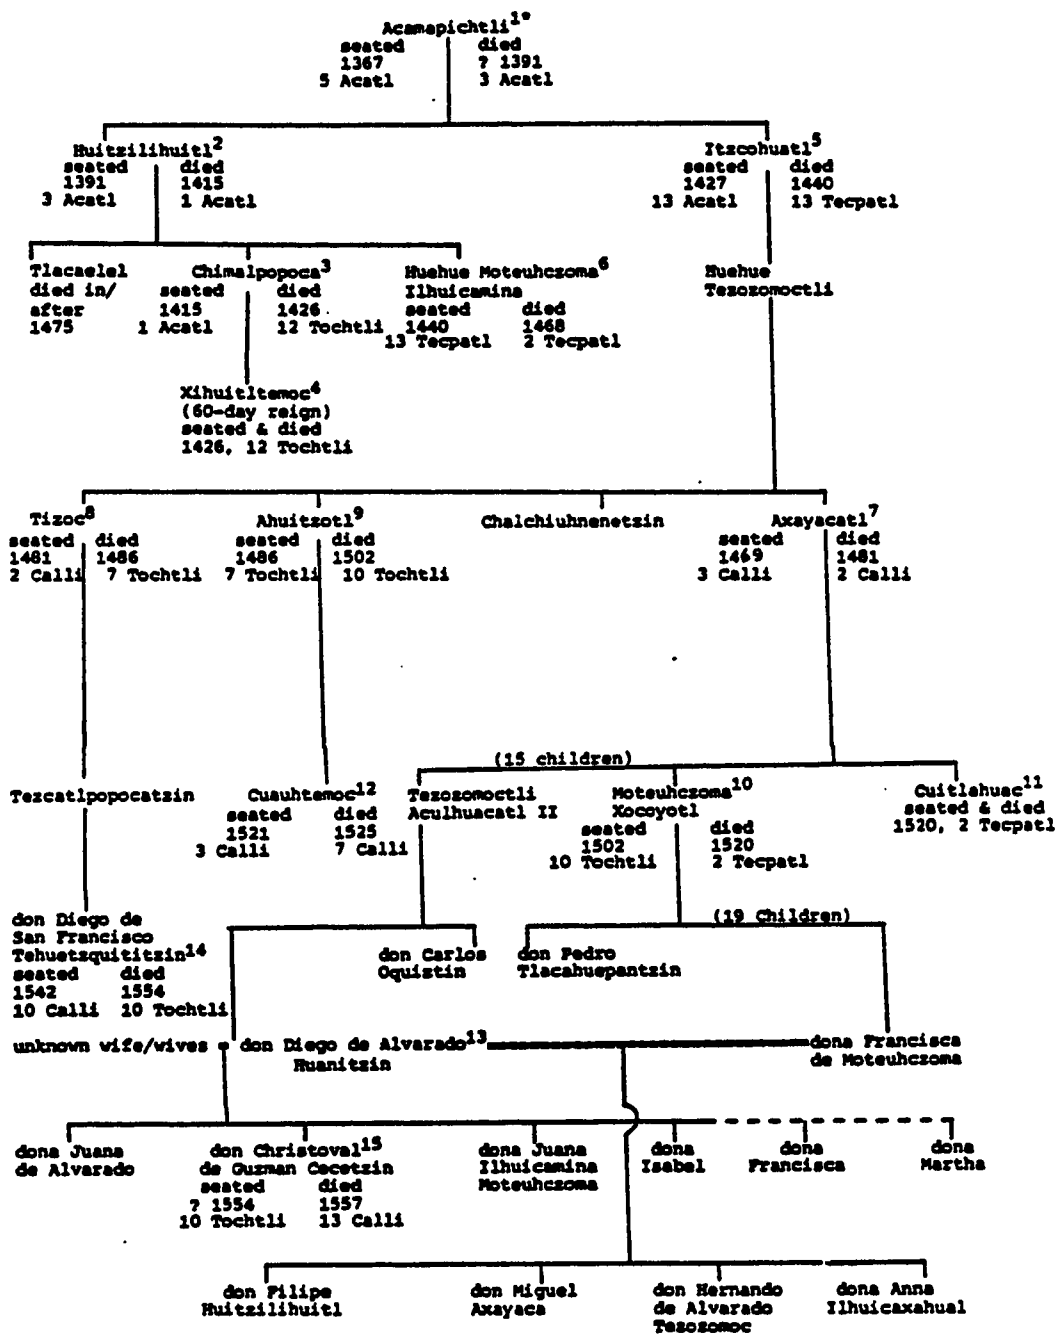 Acamapichtli1*
seated died
1367 ? 1391
5 Acatl 3 Acatl
Huitzilihuitl2
seated died
1391 1415
3 Acatl 1 Acatl
Itzcohuatl5
seated died
1427 1440
13 Acatl 13 Tecpatl
Tlacaelel
died in/
after
1475
Chimalpopoca3
seated died
1415 1426
1 Acatl 12 Tochtli
Huehue Moteuhczoma6
Ilhuicamina
seated died
1440 1468
13 Tecpatl 2 Tecpatl
Huehue
Tezozomoctli
Xihuitltemoc4
(60-day reign)
seated & died
1426, 12 Tochtli
Tizoc8
seated died
1481 1486
2 Calli 7 Tochtli
Ahuitzotl9
seated died
1486 1502
7 Tochtli 10 Tochtli
Chalchiuhnenetzin
Axayacatl7
seated died
1469 1481
3 Calli 2 Calli
(15 children)
Tezcatlpopocatzin
Cuauhtemoc12
seated died
1521 1525
3 Calli 7 Calli
Tezozomoctli
Aculhuacatl II
Moteuhczoma10
Xocoyotl
seated died
1502 1520
10 Tochtli 2 Tecpatl
Cuitlahuac11
seated & died
1520, 2 Tecpatl
don Diego de
San Francisco
Tehuetzquititzin14
seated died
1542 1554
10 Calli 10 Tochtli
don Carlos
Oquiztin
(19 Children)
don Pedro
Tlacahuepantzin
unknown wife/wives = don Diego de Alvarado13
Huanitzin
dona Francisca
de Moteuhczoma
dona Juana
de Alvarado
don Christoval15
de Guzman Cecetzin
seated died
? 1554 1557
10 Tochtli 13 Calli
dona Juana
Ilhuicamina
Moteuhczoma
dona
Isabel
dona
Francisca
dona
Martha
don Filipe
Huitzilihuitl
don Miguel
Axayaca
don Hernando
de Alvarado
Tezozomoc
dona Anna
Ilhuicaxahual